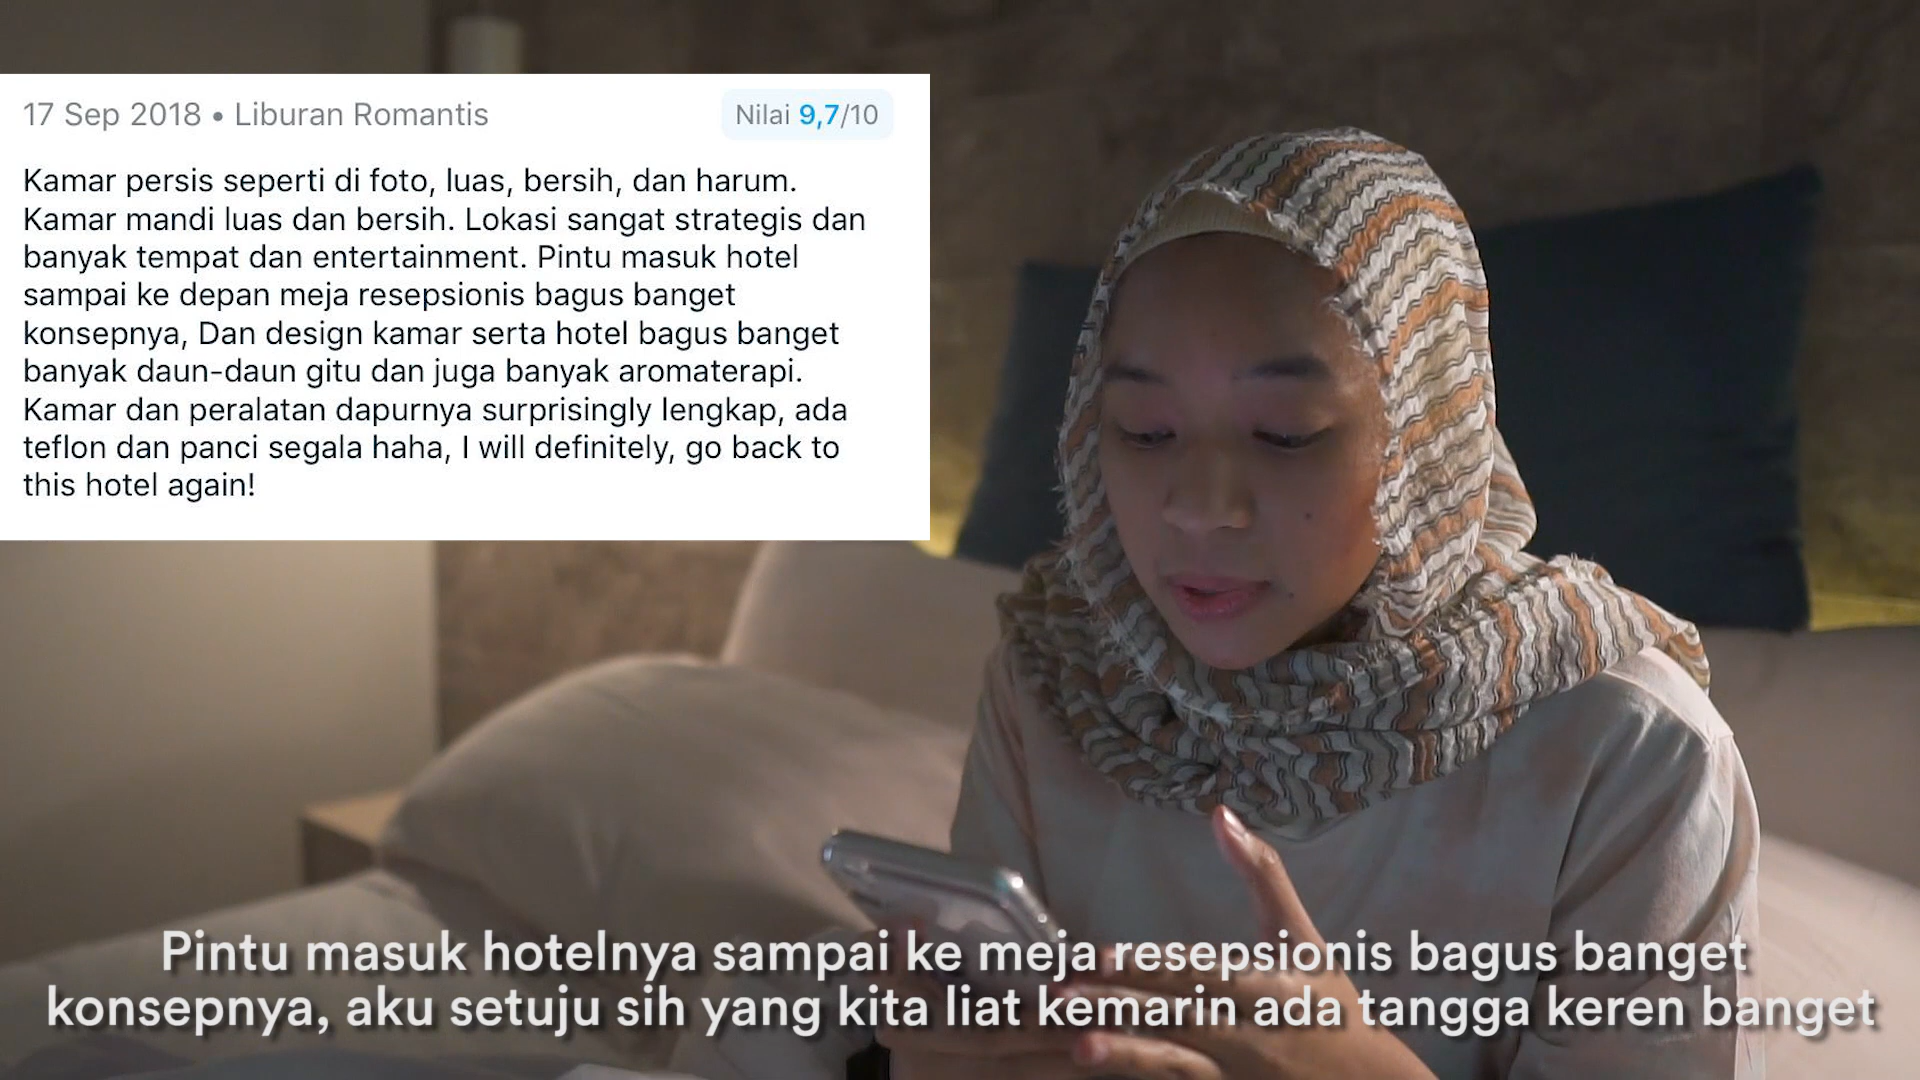 17 Sep 2018 • Liburan Romantis
Nilai 9,7/10
Kamar persis seperti di foto, luas, bersih, dan harum.
Kamar mandi luas dan bersih. Lokasi sangat strategis dan
banyak tempat dan entertainment. Pintu masuk hotel
sampai ke depan meja resepsionis bagus banget
konsepnya, Dan design kamar serta hotel bagus banget
banyak daun-daun gitu dan juga banyak aromaterapi.
Kamar dan peralatan dapurnya surprisingly lengkap, ada
teflon dan panci segala haha, I will definitely, go back to
this hotel again!
Pintu masuk hotelnya sampai ke meja resepsionis bagus banget
konsepnya, aku setuju sih yang kita liat kemarin ada tangga keren banget